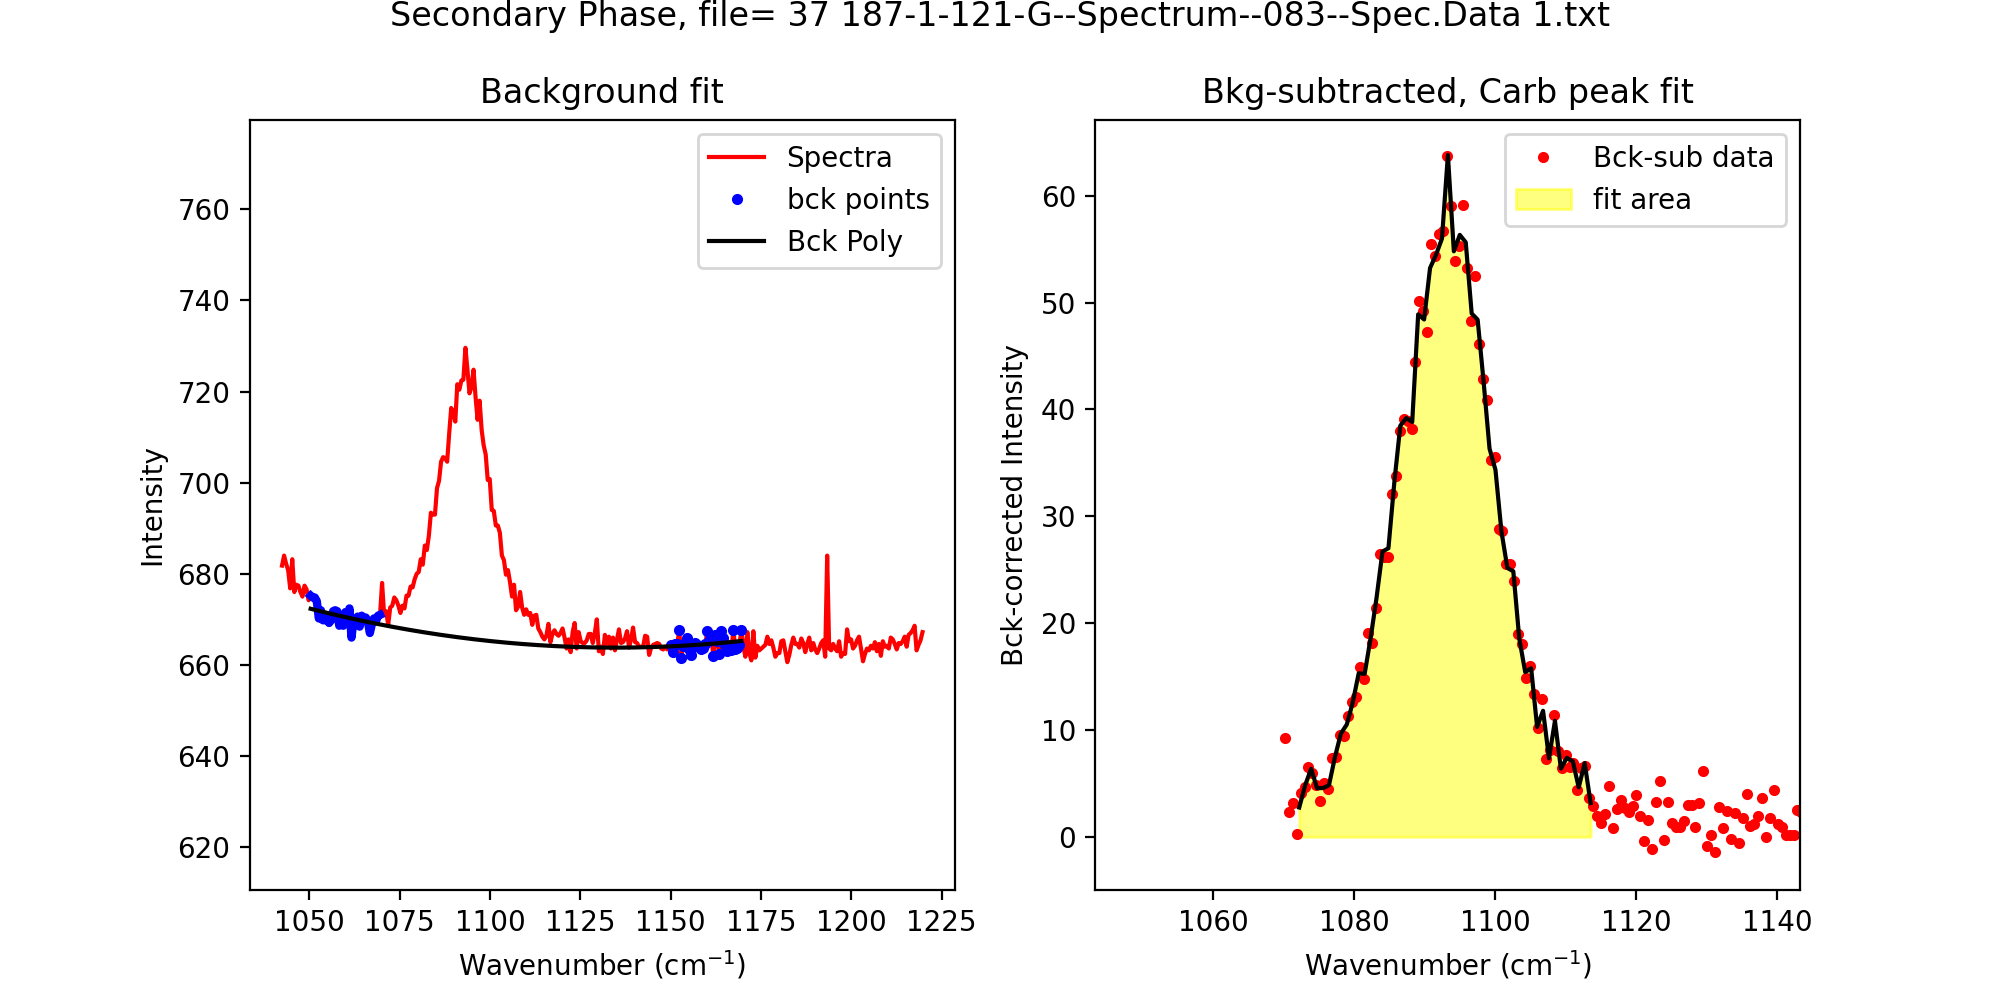 Secondary Phase, file= 37 187-1-121-G--Spectrum--083--Spec.Data 1.txt
Background fit
Spectra
bck points
Bck Poly
760
740
720
700
680
660
640
620
Intensity
1050 1075 1100 1125 1150 1175 1200 1225
Wavenumber (cm⁻¹)
Bkg-subtracted, Carb peak fit
Bck-sub data
fit area
60
50
40
30
20
10
0
Bck-corrected Intensity
1060 1080 1100 1120 1140
Wavenumber (cm⁻¹)